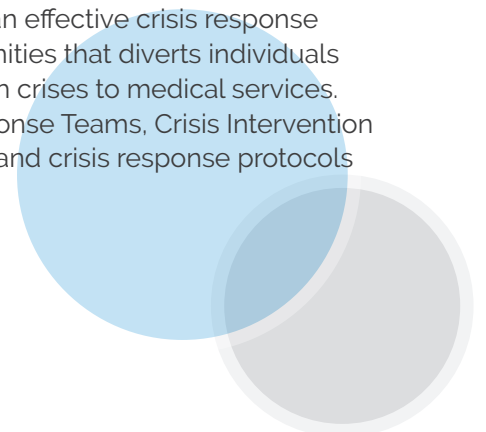 an effective crisis response
nities that diverts individuals
n crises to medical services.
onse Teams, Crisis Intervention
and crisis response protocols